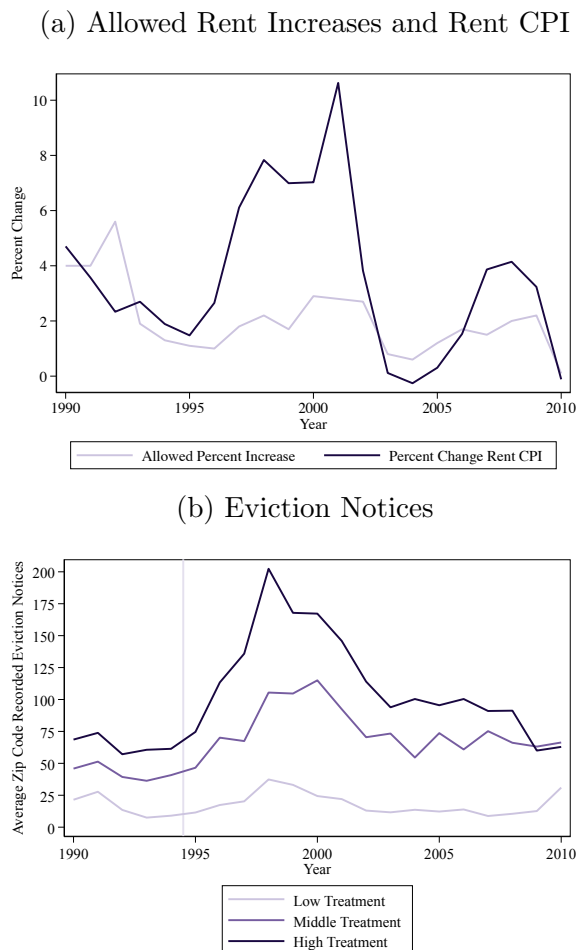 (a) Allowed Rent Increases and Rent CPI
10
8
6
4
2
0
Percent Change
1990
1995
2000
2005
2010
Year
Allowed Percent Increase
Percent Change Rent CPI
(b) Eviction Notices
200
175
150
125
100
75
50
25
0
Average Zip Code Recorded Eviction Notices
1990
1995
2000
2005
2010
Year
Low Treatment
Middle Treatment
High Treatment